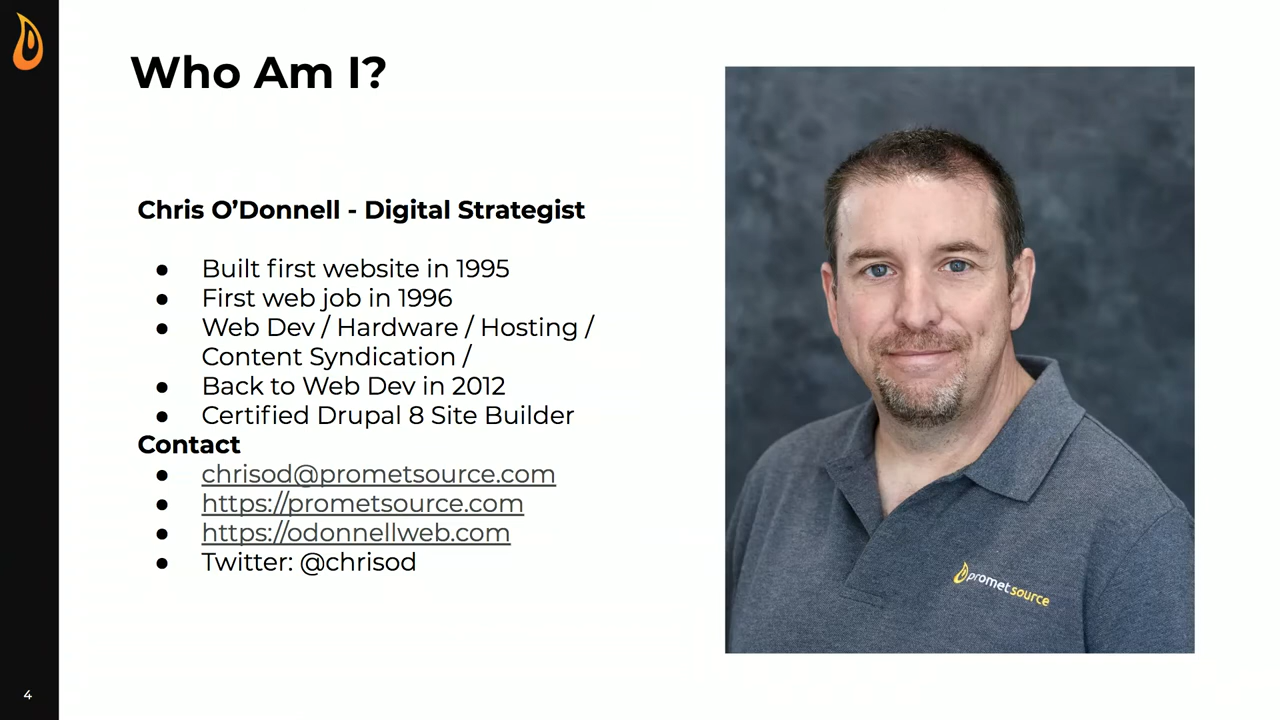 Who Am I?
Chris O’Donnell - Digital Strategist
● Built first website in 1995
● First web job in 1996
● Web Dev / Hardware / Hosting /
Content Syndication /
● Back to Web Dev in 2012
● Certified Drupal 8 Site Builder
Contact
● chrisod@prometsource.com
● https://prometsource.com
● https://odonnellweb.com
● Twitter: @chrisod
prometsource
4